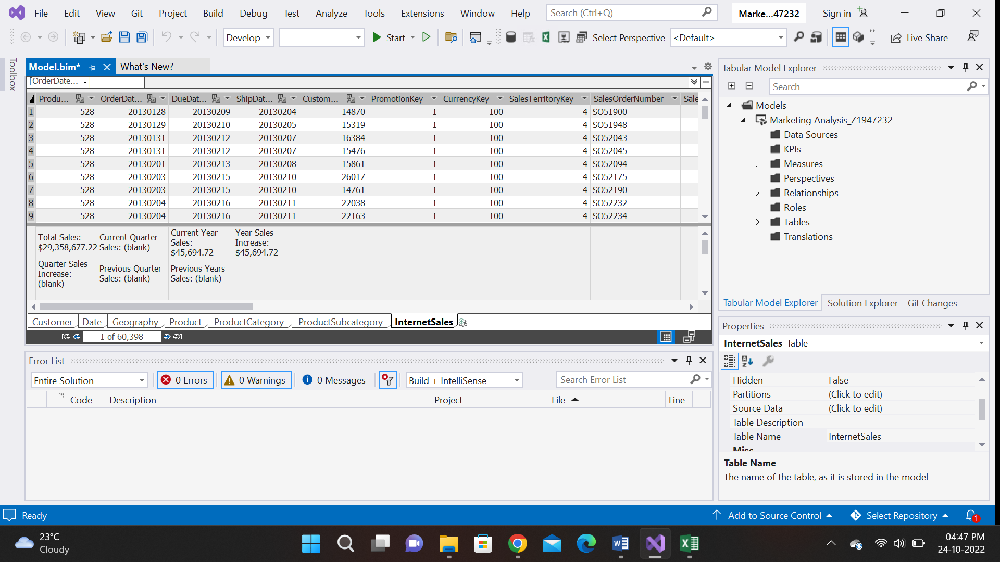 File Edit View Git Project Build Debug Test Analyze Tools Extensions Window Help Search (Ctrl+Q) Marke...47232 Sign in
Develop Start Select Perspective <Default> Live Share
Toolbox
Model.bim* What's New?
[OrderDate...
Produ... OrderDat... DueDat... ShipDat... Custom... PromotionKey CurrencyKey SalesTerritoryKey SalesOrderNumber Sale
1 528 20130128 20130209 20130204 14870 1 100 4 SO51900
2 528 20130129 20130210 20130205 15319 1 100 4 SO51948
3 528 20130131 20130212 20130207 16384 1 100 4 SO52043
4 528 20130131 20130212 20130207 15476 1 100 4 SO52045
5 528 20130201 20130213 20130208 15861 1 100 4 SO52094
6 528 20130203 20130215 20130210 26017 1 100 4 SO52175
7 528 20130203 20130215 20130210 14761 1 100 4 SO52190
8 528 20130204 20130216 20130211 22038 1 100 4 SO52232
9 528 20130204 20130216 20130211 22163 1 100 4 SO52234
Total Sales:
$29,358,677.22
Current Quarter
Sales: (blank)
Current Year
Sales:
$45,694.72
Year Sales
Increase:
$45,694.72
Quarter Sales
Increase:
(blank)
Previous Quarter
Sales: (blank)
Previous Years
Sales: (blank)
Customer Date Geography Product ProductCategory ProductSubcategory InternetSales
1 of 60,398
Error List
Entire Solution 0 Errors 0 Warnings 0 Messages Build + IntelliSense Search Error List
Code Description Project File Line
Tabular Model Explorer
Search
Models
Marketing Analysis_Z1947232
Data Sources
KPIs
Measures
Perspectives
Relationships
Roles
Tables
Translations
Tabular Model Explorer Solution Explorer Git Changes
Properties
InternetSales Table
Hidden False
Partitions (Click to edit)
Source Data (Click to edit)
Table Description
Table Name InternetSales
Misc
Table Name
The name of the table, as it is stored in the model
Ready Add to Source Control Select Repository 1
23°C
Cloudy
04:47 PM
24-10-2022